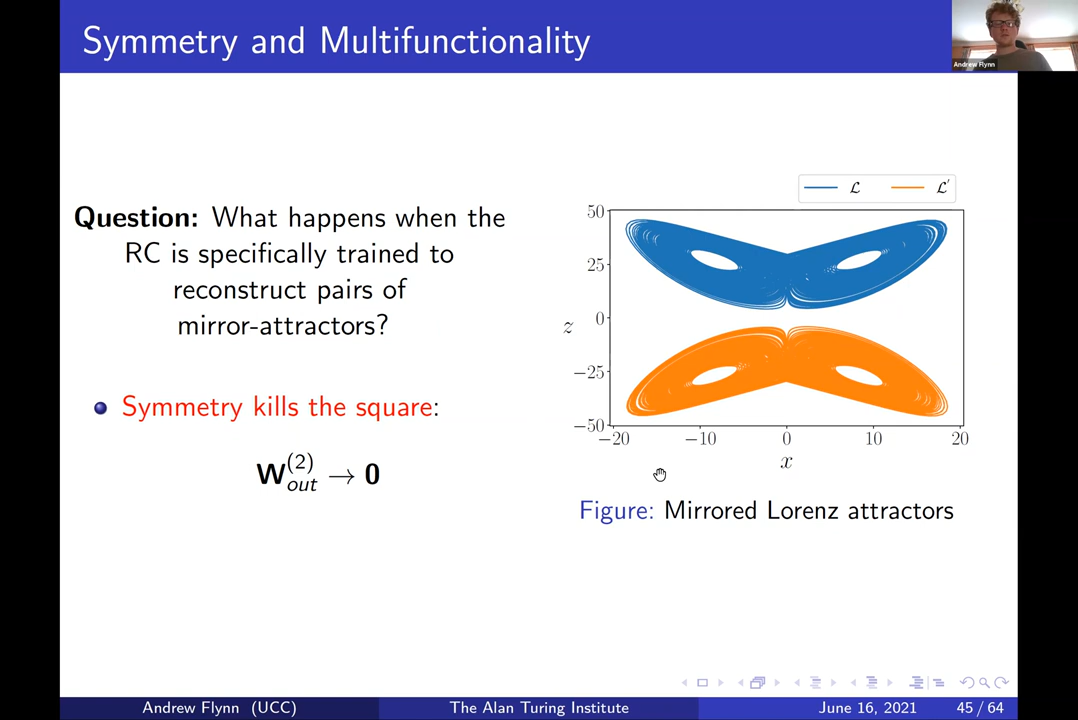 Symmetry and Multifunctionality
Andrew Flynn
Question: What happens when the
RC is specifically trained to
reconstruct pairs of
mirror-attractors?
Symmetry kills the square:
W_{out}^{(2)} → 0
ℒ ℒ′
50
25
0
−25
−50
z
−20 −10 0 10 20
x
Figure: Mirrored Lorenz attractors
Andrew Flynn (UCC) The Alan Turing Institute June 16, 2021 45 / 64